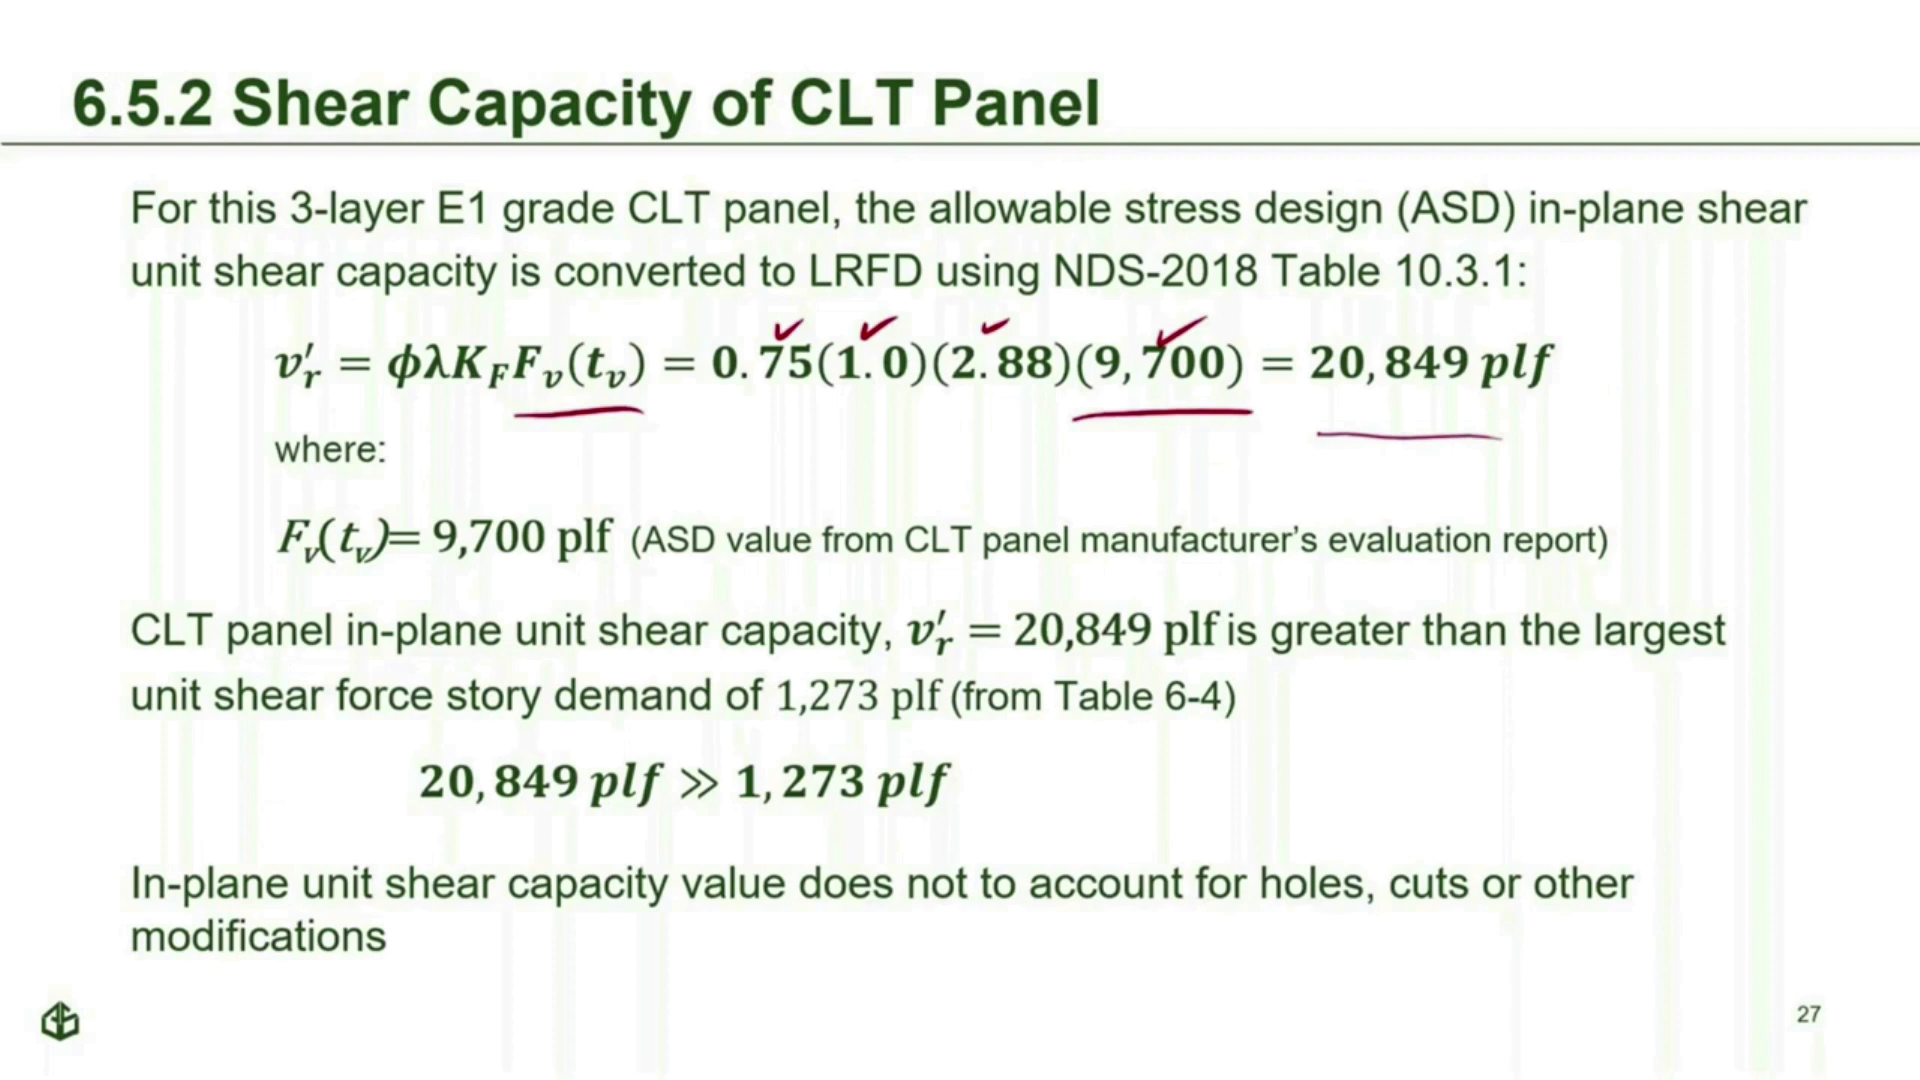 6.5.2 Shear Capacity of CLT Panel
For this 3-layer E1 grade CLT panel, the allowable stress design (ASD) in-plane shear
unit shear capacity is converted to LRFD using NDS-2018 Table 10.3.1:
v′ᵣ = ϕλK_F F_v(t_v) = 0.75(1.0)(2.88)(9,700) = 20,849 plf
where:
F_v(t_v)= 9,700 plf (ASD value from CLT panel manufacturer’s evaluation report)
CLT panel in-plane unit shear capacity, v′ᵣ = 20,849 plf is greater than the largest
unit shear force story demand of 1,273 plf (from Table 6-4)
20,849 plf ≫ 1,273 plf
In-plane unit shear capacity value does not to account for holes, cuts or other
modifications
27